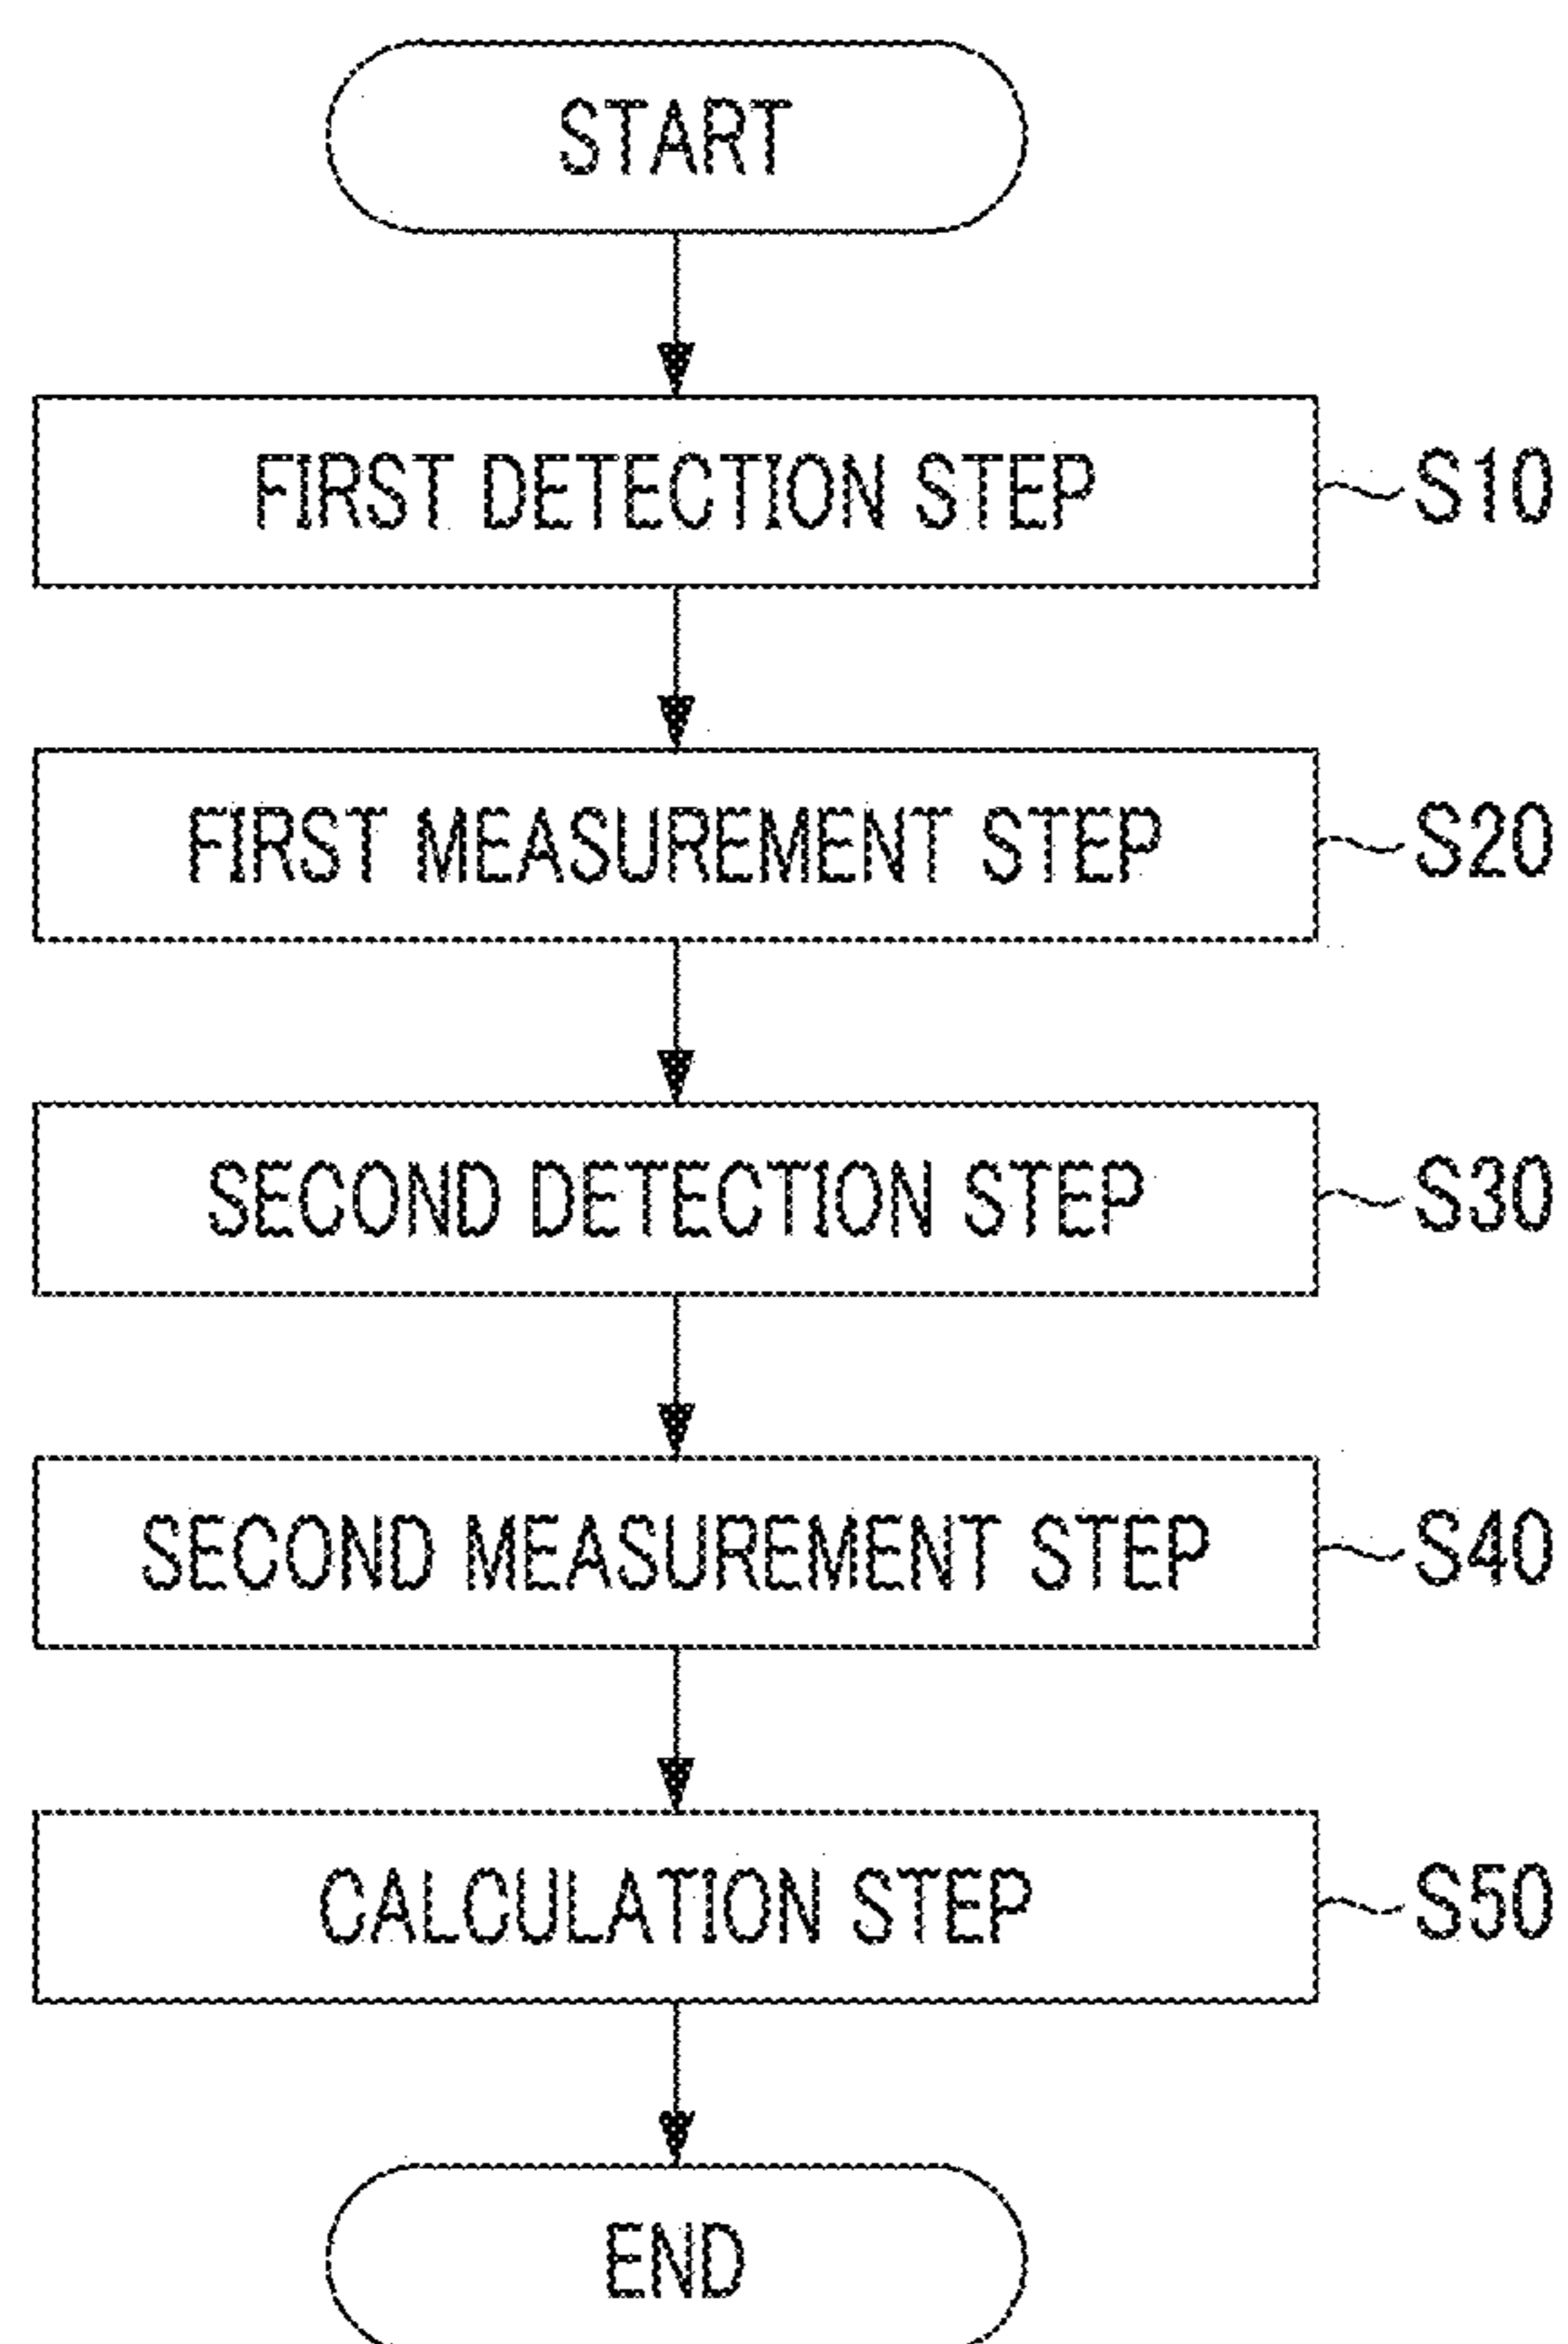 START
FIRST DETECTION STEP S10
FIRST MEASUREMENT STEP S20
SECOND DETECTION STEP S30
SECOND MEASUREMENT STEP S40
CALCULATION STEP S50
END